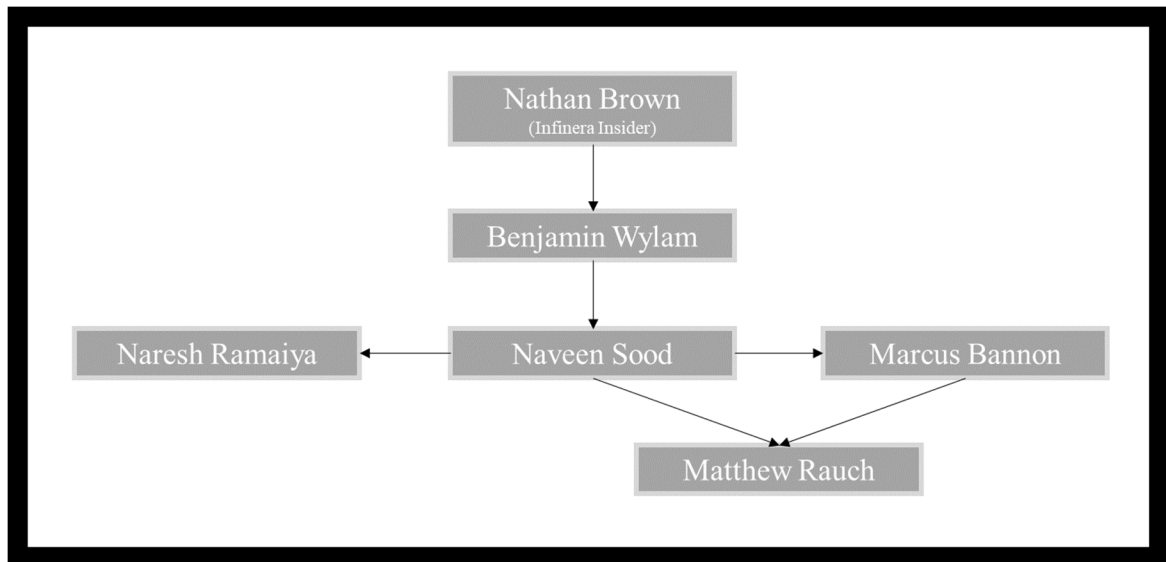 Nathan Brown
(Infinera Insider)
Benjamin Wylam
Naresh Ramaiya
Naveen Sood
Marcus Bannon
Matthew Rauch